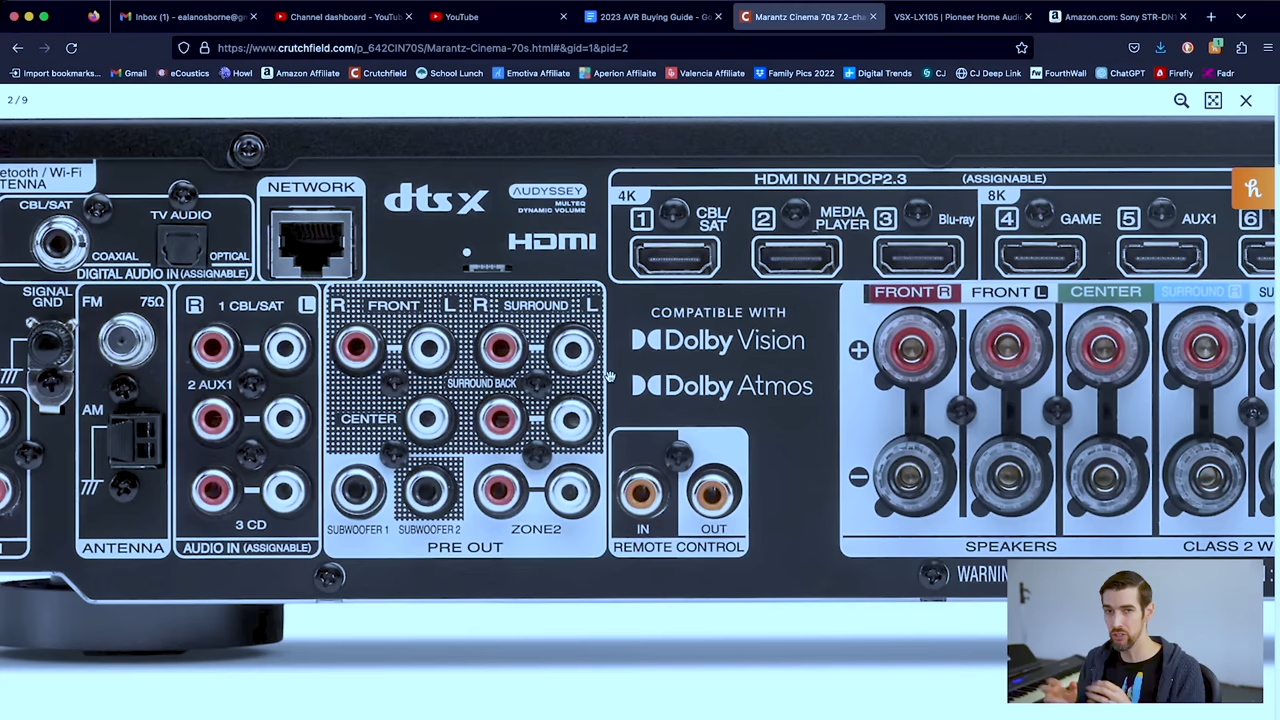 Inbox (1) - ealanosborne@gm
Channel dashboard - YouTub
YouTube
2023 AVR Buying Guide - Go
Marantz Cinema 70s 7.2-cha
VSX-LX105 | Pioneer Home Audi
Amazon.com: Sony STR-DN1
https://www.crutchfield.com/p_642CIN70S/Marantz-Cinema-70s.html#&gid=1&pid=2
Import bookmarks...
Gmail
eCoustics
Howl
Amazon Affiliate
Crutchfield
School Lunch
Emotiva Affiliate
Aperion Affilaite
Valencia Affiliate
Family Pics 2022
Digital Trends
CJ
CJ Deep Link
FourthWall
ChatGPT
Firefly
Fadr
2 / 9
etooth / Wi-Fi
TENNA
CBL/SAT
TV AUDIO
COAXIAL
OPTICAL
DIGITAL AUDIO IN (ASSIGNABLE)
NETWORK
dts x
AUDYSSEY
MULTEQ
DYNAMIC VOLUME
HDMI
HDMI IN / HDCP2.3
(ASSIGNABLE)
4K
8K
1 CBL/
SAT
2 MEDIA
PLAYER
3 Blu-ray
4 GAME
5 AUX1
6
h
SIGNAL
GND
FM
75Ω
AM
ANTENNA
R 1 CBL/SAT L
2 AUX1
3 CD
AUDIO IN (ASSIGNABLE)
R FRONT L
R SURROUND L
SURROUND BACK
CENTER
SUBWOOFER 1
SUBWOOFER 2
ZONE2
PRE OUT
COMPATIBLE WITH
Dolby Vision
Dolby Atmos
IN
OUT
REMOTE CONTROL
FRONT R
FRONT L
CENTER
SURROUND R
+
−
SPEAKERS
CLASS 2 W
WARNIN